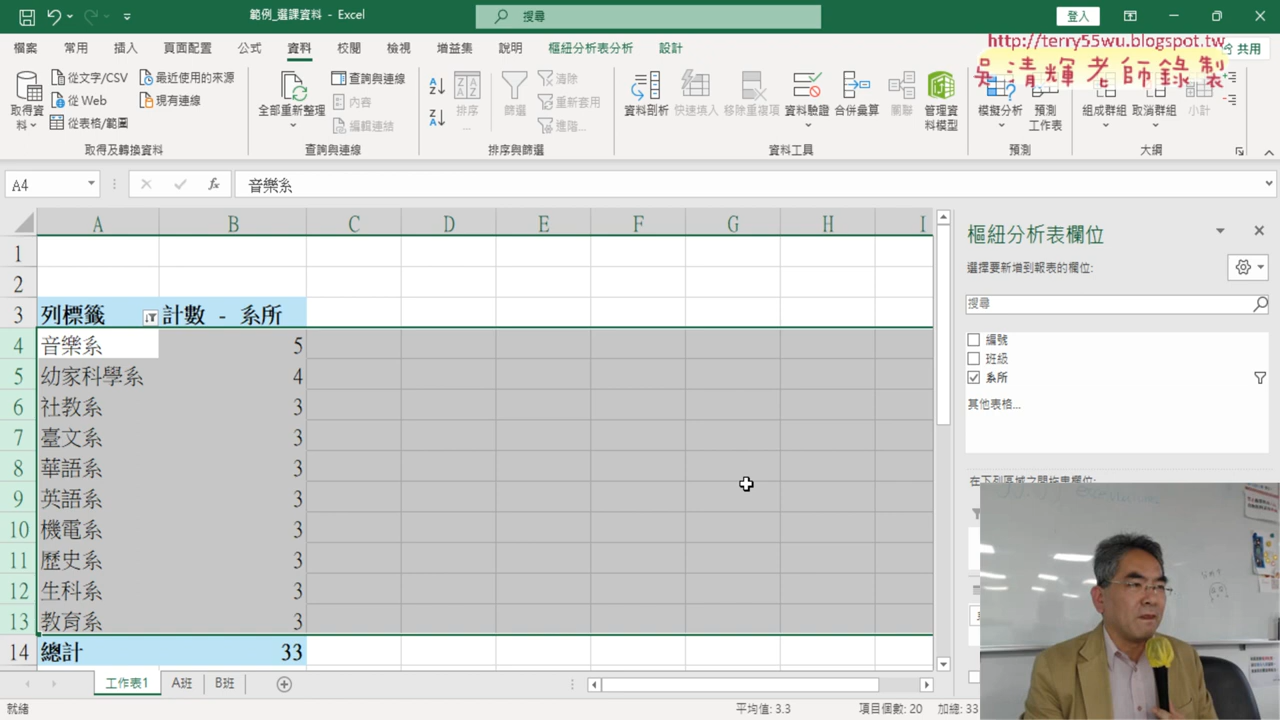 範例_選課資料 - Excel
搜尋
登入
檔案 常用 插入 頁面配置 公式 資料 校閱 檢視 增益集 說明 樞紐分析表分析 設計
共用
http://terry55wu.blogspot.tw
吳清輝老師錄製
取得資料
從文字/CSV
從 Web
從表格/範圍
最近使用的來源
現有連線
取得及轉換資料
全部重新整理
查詢與連線
內容
編輯連結
查詢與連線
排序
篩選
清除
重新套用
進階...
排序與篩選
資料剖析
快速填入
移除重複項
資料驗證
合併彙算
關聯
管理資料模型
資料工具
模擬分析
預測工作表
預測
組成群組
取消群組
小計
大綱
A4
fx
音樂系
A B C D E F G H I
1
2
3 列標籤 計數 - 系所
4 音樂系 5
5 幼家科學系 4
6 社教系 3
7 臺文系 3
8 華語系 3
9 英語系 3
10 機電系 3
11 歷史系 3
12 生科系 3
13 教育系 3
14 總計 33
樞紐分析表欄位
選擇要新增到報表的欄位:
搜尋
編號
班級
系所
其他表格...
在下列區域之間拖曳欄位:
工作表1 A班 B班
就緒
平均值: 3.3 項目個數: 20 加總: 33